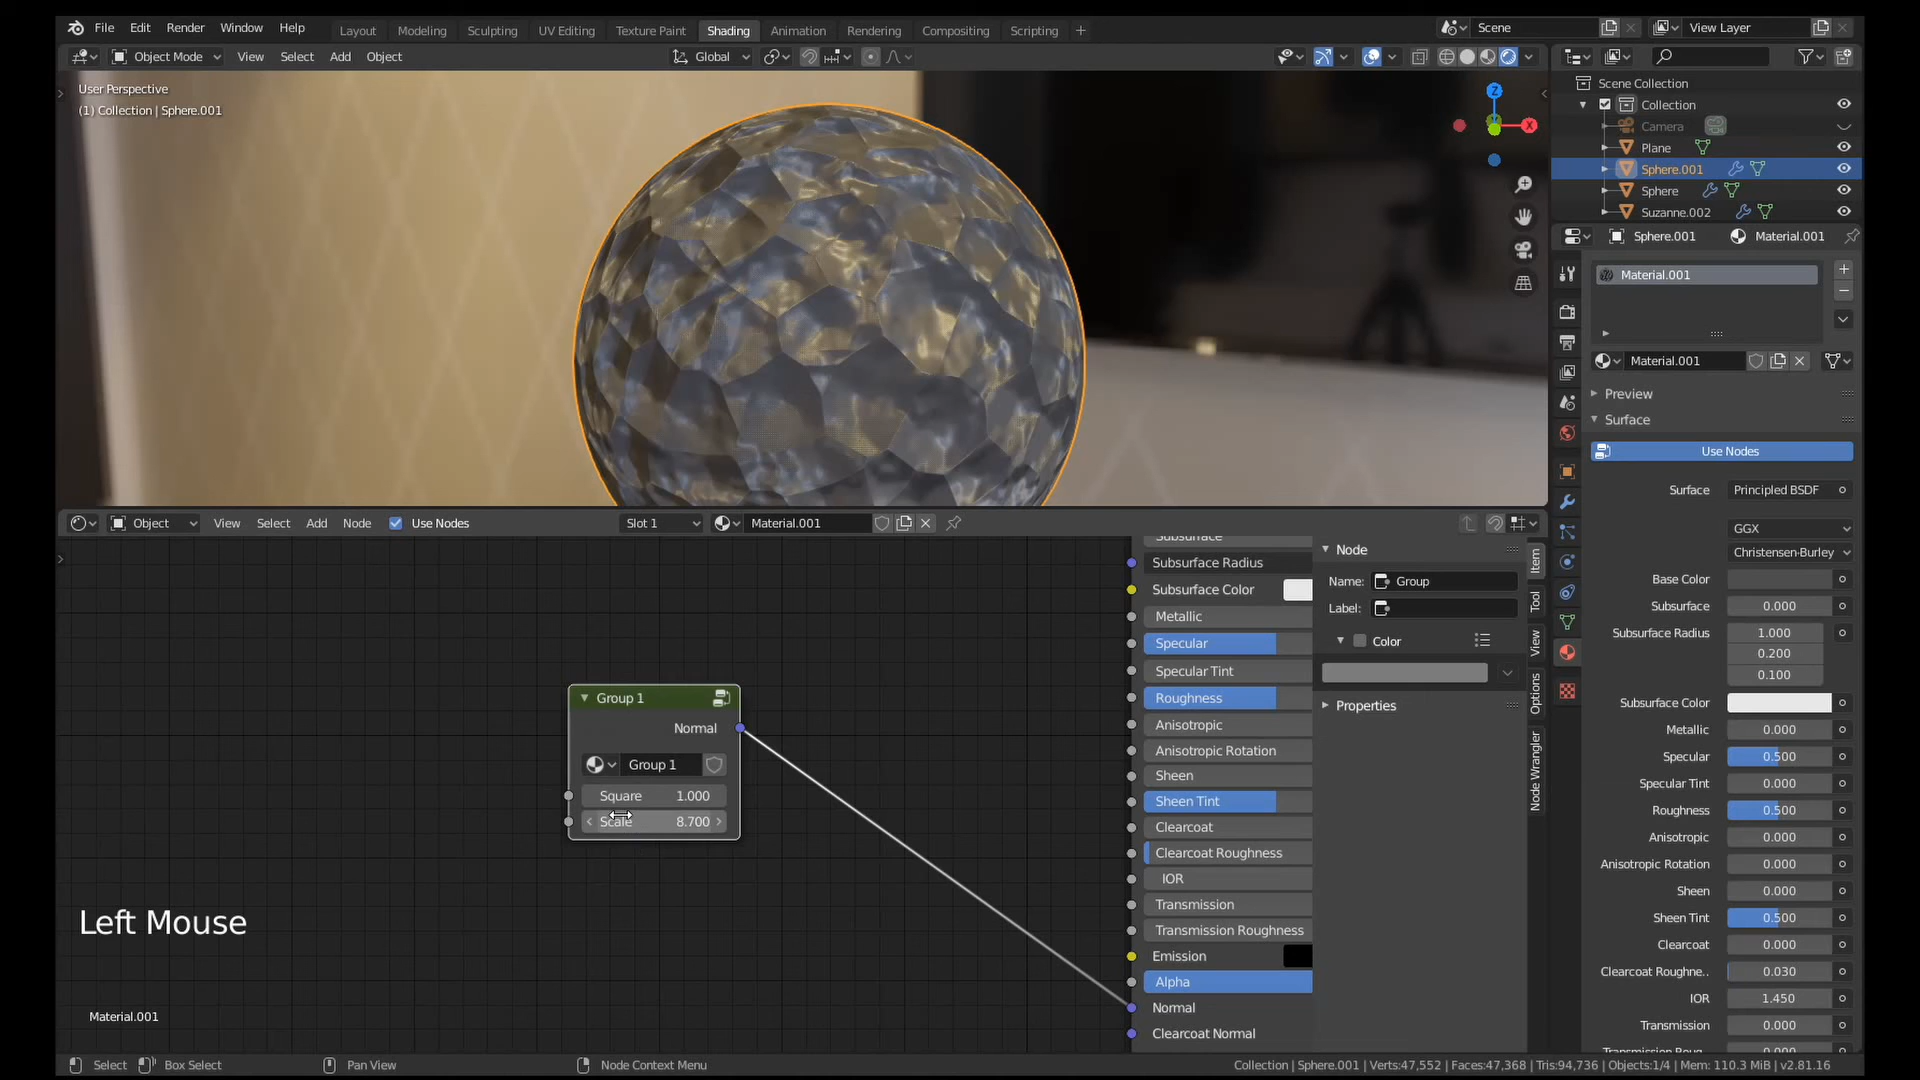 File Edit Render Window Help Layout Modeling Sculpting UV Editing Texture Paint Shading Animation Rendering Compositing Scripting + Scene View Layer
Object Mode View Select Add Object Global
User Perspective
(1) Collection | Sphere.001
Z
X
Scene Collection
Collection
Camera
Plane
Sphere.001
Sphere
Suzanne.002
Sphere.001 Material.001
Material.001
Material.001
Preview
Surface
Use Nodes
Surface Principled BSDF
GGX
Christensen-Burley
Base Color
Subsurface 0.000
Subsurface Radius 1.000
0.200
0.100
Subsurface Color
Metallic 0.000
Specular 0.500
Specular Tint 0.000
Roughness 0.500
Anisotropic 0.000
Anisotropic Rotation 0.000
Sheen 0.000
Sheen Tint 0.500
Clearcoat 0.000
Clearcoat Roughne.. 0.030
IOR 1.450
Transmission 0.000
Object View Select Add Node Use Nodes Slot 1 Material.001
Group 1
Normal
Group 1
Square 1.000
Scale 8.700
Subsurface
Subsurface Radius
Subsurface Color
Metallic
Specular
Specular Tint
Roughness
Anisotropic
Anisotropic Rotation
Sheen
Sheen Tint
Clearcoat
Clearcoat Roughness
IOR
Transmission
Transmission Roughness
Emission
Alpha
Normal
Clearcoat Normal
Node
Name: Group
Label:
Color
Properties
Item
Tool
View
Options
Node Wrangler
Left Mouse
Material.001
Select Box Select Pan View Node Context Menu Collection | Sphere.001 | Verts:47,552 | Faces:47,368 | Tris:94,736 | Objects:1/4 | Mem: 110.3 MiB | v2.81.16